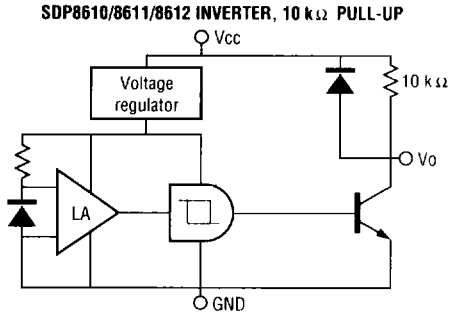 SDP8610/8611/8612 INVERTER, 10 kΩ PULL-UP
Vcc
Voltage
regulator
10 kΩ
Vo
LA
GND